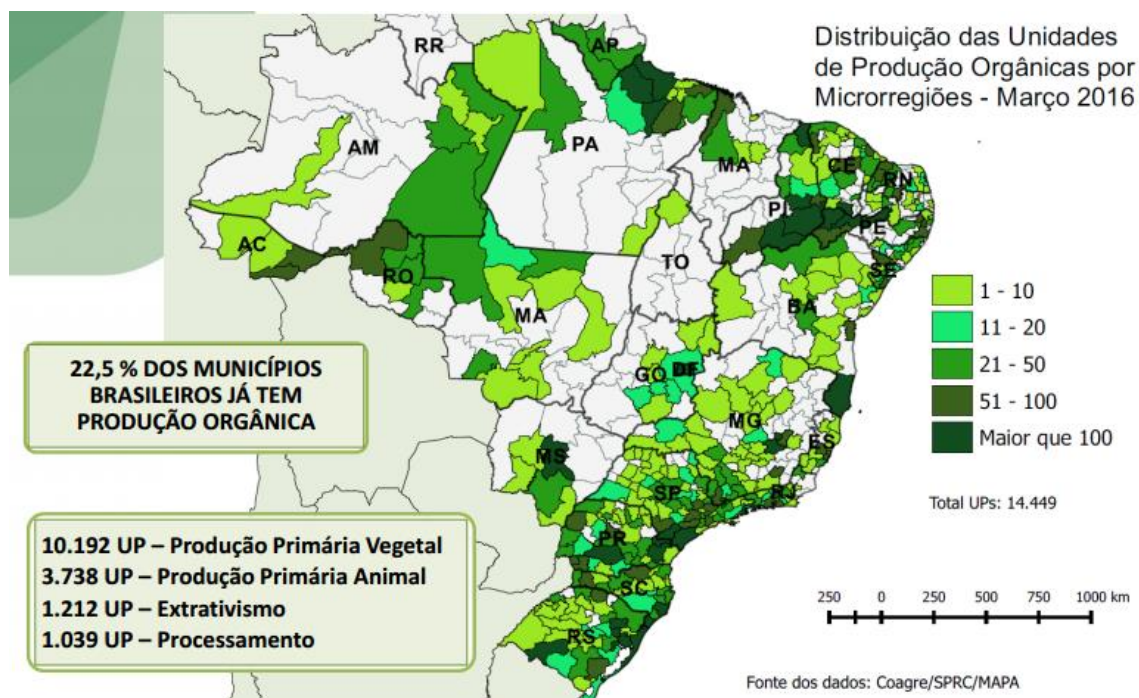 Distribuição das Unidades
de Produção Orgânicas por
Microrregiões - Março 2016
RR
AP
AM
PA
MA
CE
RN
PI
PE
AC
RO
TO
SE
MA
BA
GO
DF
MG
ES
MS
SP
RJ
PR
SC
RS
1 - 10
11 - 20
21 - 50
51 - 100
Maior que 100
Total UPs: 14.449
22,5 % DOS MUNICÍPIOS
BRASILEIROS JÁ TEM
PRODUÇÃO ORGÂNICA
10.192 UP – Produção Primária Vegetal
3.738 UP – Produção Primária Animal
1.212 UP – Extrativismo
1.039 UP – Processamento
250 0 250 500 750 1000 km
Fonte dos dados: Coagre/SPRC/MAPA